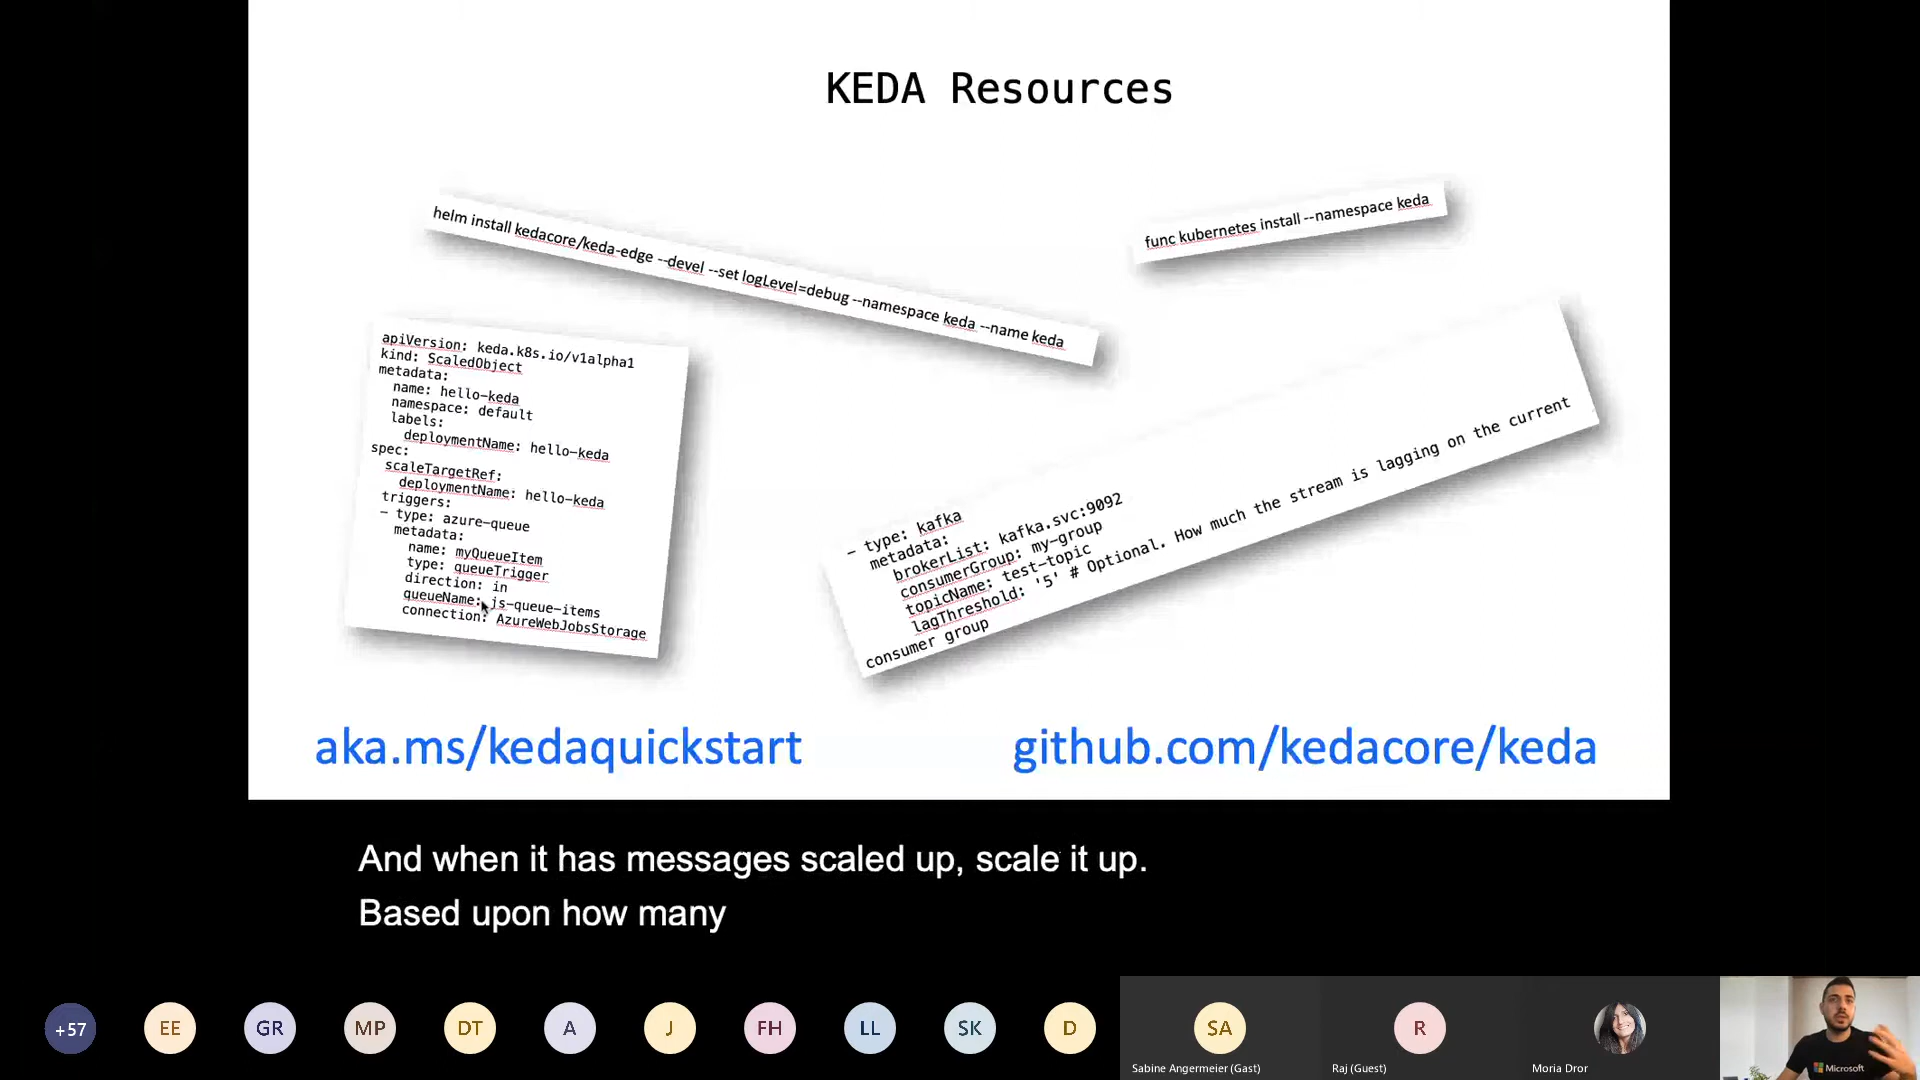 KEDA Resources
helm install kedacore/keda-edge --devel --set logLevel=debug --namespace keda --name keda
func kubernetes install --namespace keda
apiVersion: keda.k8s.io/v1alpha1
kind: ScaledObject
metadata:
name: hello-keda
namespace: default
labels:
deploymentName: hello-keda
spec:
scaleTargetRef:
deploymentName: hello-keda
triggers:
- type: azure-queue
metadata:
name: myQueueItem
type: queueTrigger
direction: in
queueName: js-queue-items
connection: AzureWebJobsStorage
- type: kafka
metadata:
brokerList: kafka.svc:9092
consumerGroup: my-group
topicName: test-topic
lagThreshold: '5' # Optional. How much the stream is lagging on the current
consumer group
aka.ms/kedaquickstart
github.com/kedacore/keda
And when it has messages scaled up, scale it up.
Based upon how many
+57
EE
GR
MP
DT
A
J
FH
LL
SK
D
SA
R
Sabine Angermeier (Gast)
Raj (Guest)
Moria Dror
Microsoft